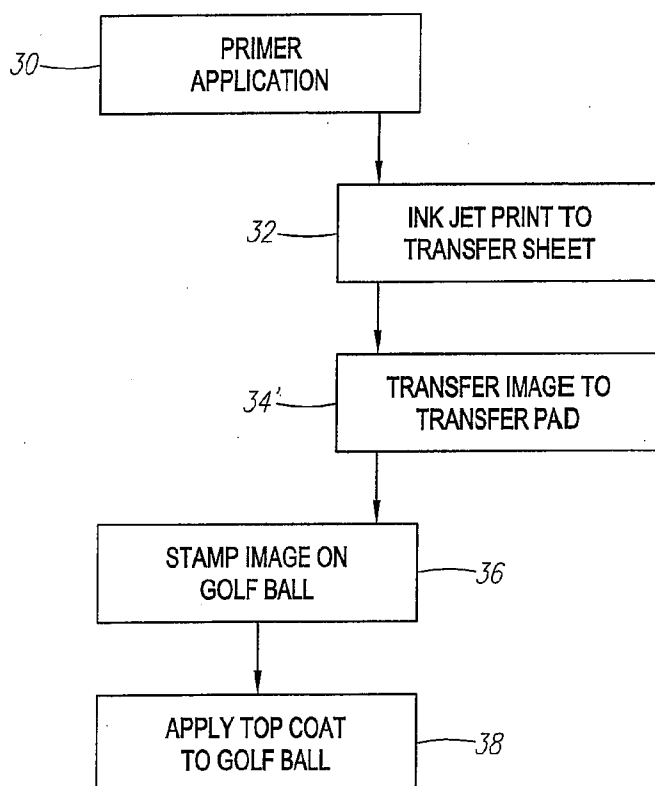 30
PRIMER
APPLICATION
32
INK JET PRINT TO
TRANSFER SHEET
34'
TRANSFER IMAGE TO
TRANSFER PAD
STAMP IMAGE ON
GOLF BALL
36
APPLY TOP COAT
TO GOLF BALL
38